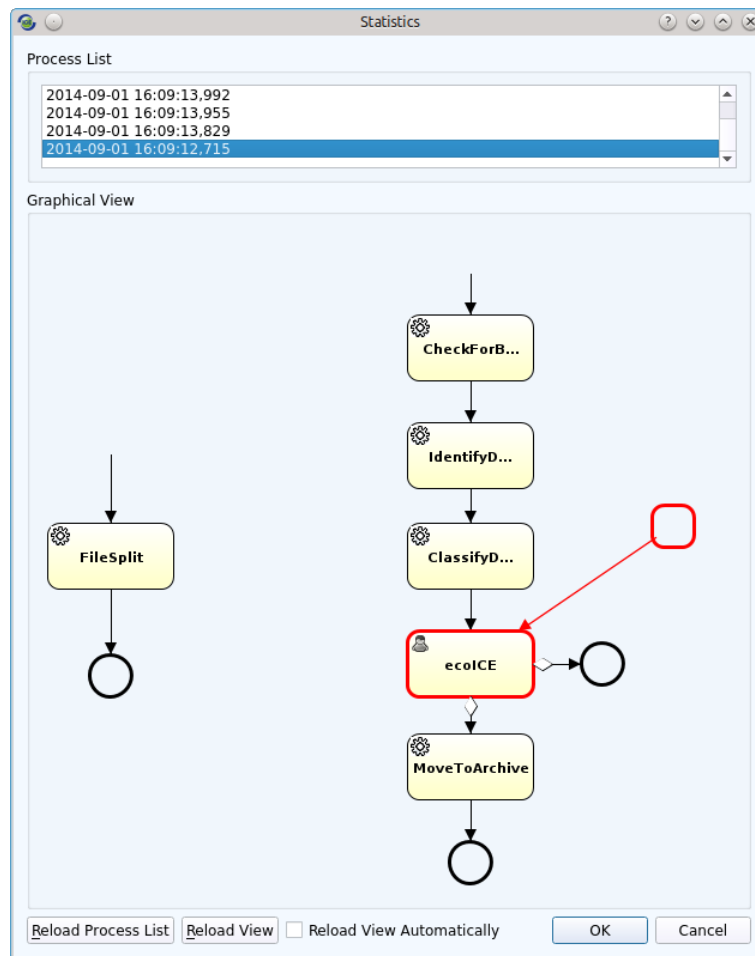 Statistics
Process List
2014-09-01 16:09:13,992
2014-09-01 16:09:13,955
2014-09-01 16:09:13,829
2014-09-01 16:09:12,715
Graphical View
CheckForB...
IdentifyD...
FileSplit
ClassifyD...
ecoICE
MoveToArchive
Reload Process List
Reload View
Reload View Automatically
OK
Cancel